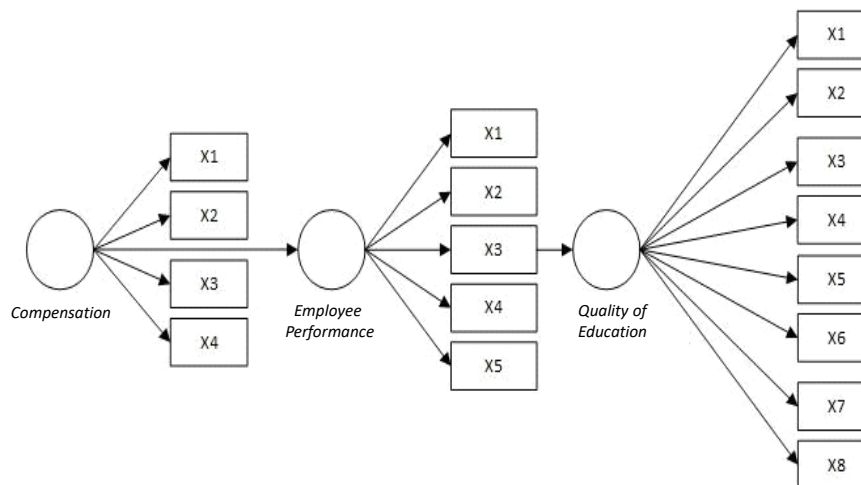 Compensation
X1
X2
X3
X4
Employee
Performance
X1
X2
X3
X4
X5
Quality of
Education
X1
X2
X3
X4
X5
X6
X7
X8